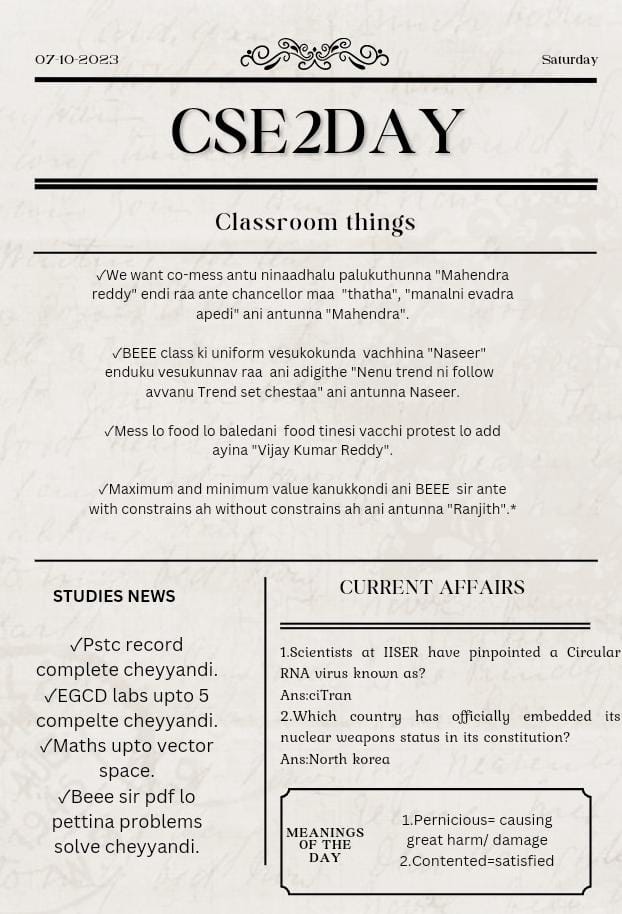 07-10-2023
Saturday
CSE2DAY
Classroom things
✓We want co-mess antu ninaadhalu palukuthunna "Mahendra
reddy" endi raa ante chancellor maa "thatha", "manalni evadra
apedi" ani antunna "Mahendra".
✓BEEE class ki uniform vesukokunda vachhina "Naseer"
enduku vesukunnav raa ani adigithe "Nenu trend ni follow
avvanu Trend set chestaa" ani antunna Naseer.
✓Mess lo food lo baledani food tinesi vacchi protest lo add
ayina "Vijay Kumar Reddy".
✓Maximum and minimum value kanukkondi ani BEEE sir ante
with constrains ah without constrains ah ani antunna "Ranjith".*
STUDIES NEWS
✓Pstc record
complete cheyyandi.
✓EGCD labs upto 5
compelte cheyyandi.
✓Maths upto vector
space.
✓Beee sir pdf lo
pettina problems
solve cheyyandi.
CURRENT AFFAIRS
1.Scientists at IISER have pinpointed a Circular
RNA virus known as?
Ans:ciTran
2.Which country has officially embedded its
nuclear weapons status in its constitution?
Ans:North korea
MEANINGS
OF THE
DAY
1.Pernicious= causing
great harm/ damage
2.Contented=satisfied